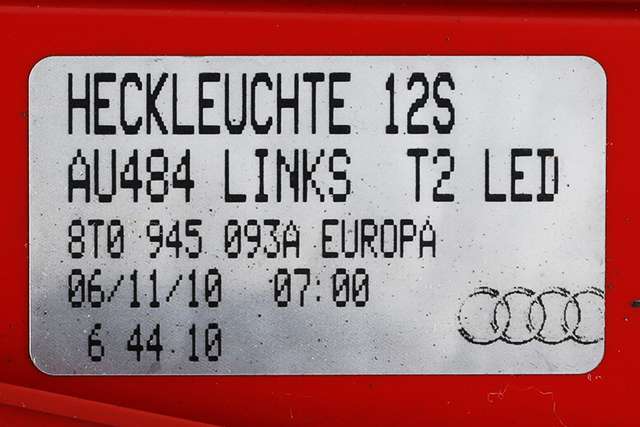 HECKLEUCHTE 12S
AU484 LINKS T2 LED
8T0 945 093A EUROPA
06/11/10 07:00
6 44 10